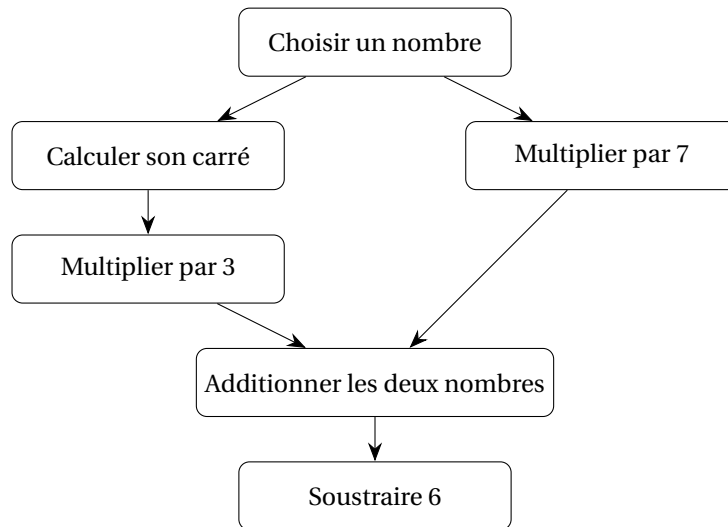 Choisir un nombre
Calculer son carré
Multiplier par 7
Multiplier par 3
Additionner les deux nombres
Soustraire 6